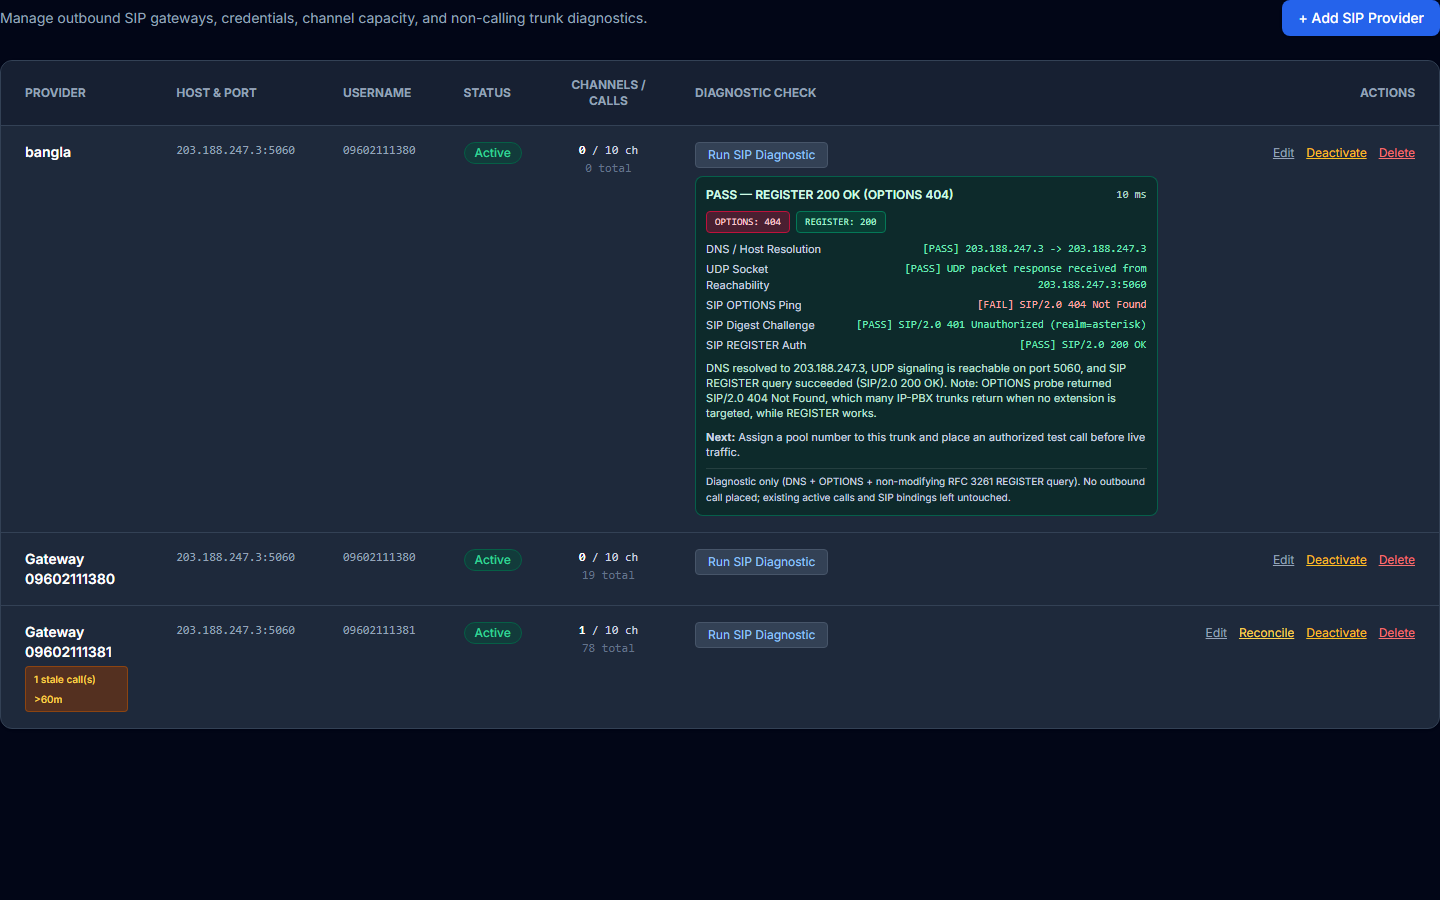 Manage outbound SIP gateways, credentials, channel capacity, and non-calling trunk diagnostics.
+ Add SIP Provider
PROVIDER
HOST & PORT
USERNAME
STATUS
CHANNELS /
CALLS
DIAGNOSTIC CHECK
ACTIONS
bangla
203.188.247.3:5060
09602111380
Active
0 / 10 ch
0 total
Run SIP Diagnostic
Edit Deactivate Delete
PASS — REGISTER 200 OK (OPTIONS 404)
10 ms
OPTIONS: 404
REGISTER: 200
DNS / Host Resolution
[PASS] 203.188.247.3 -> 203.188.247.3
UDP Socket
Reachability
[PASS] UDP packet response received from
203.188.247.3:5060
SIP OPTIONS Ping
[FAIL] SIP/2.0 404 Not Found
SIP Digest Challenge
[PASS] SIP/2.0 401 Unauthorized (realm=asterisk)
SIP REGISTER Auth
[PASS] SIP/2.0 200 OK
DNS resolved to 203.188.247.3, UDP signaling is reachable on port 5060, and SIP
REGISTER query succeeded (SIP/2.0 200 OK). Note: OPTIONS probe returned
SIP/2.0 404 Not Found, which many IP-PBX trunks return when no extension is
targeted, while REGISTER works.
Next: Assign a pool number to this trunk and place an authorized test call before live
traffic.
Diagnostic only (DNS + OPTIONS + non-modifying RFC 3261 REGISTER query). No outbound
call placed; existing active calls and SIP bindings left untouched.
Gateway
09602111380
203.188.247.3:5060
09602111380
Active
0 / 10 ch
19 total
Run SIP Diagnostic
Edit Deactivate Delete
Gateway
09602111381
1 stale call(s)
>60m
203.188.247.3:5060
09602111381
Active
1 / 10 ch
78 total
Run SIP Diagnostic
Edit Reconcile Deactivate Delete